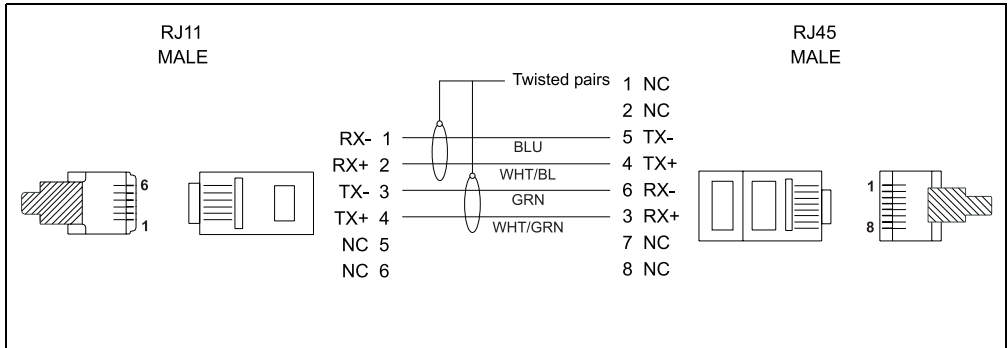 RJ11
MALE
RJ45
MALE
Twisted pairs
1 NC
2 NC
RX- 1
BLU
5 TX-
RX+ 2
WHT/BL
4 TX+
TX- 3
GRN
6 RX-
TX+ 4
WHT/GRN
3 RX+
NC 5
7 NC
NC 6
8 NC
6
1
1
8